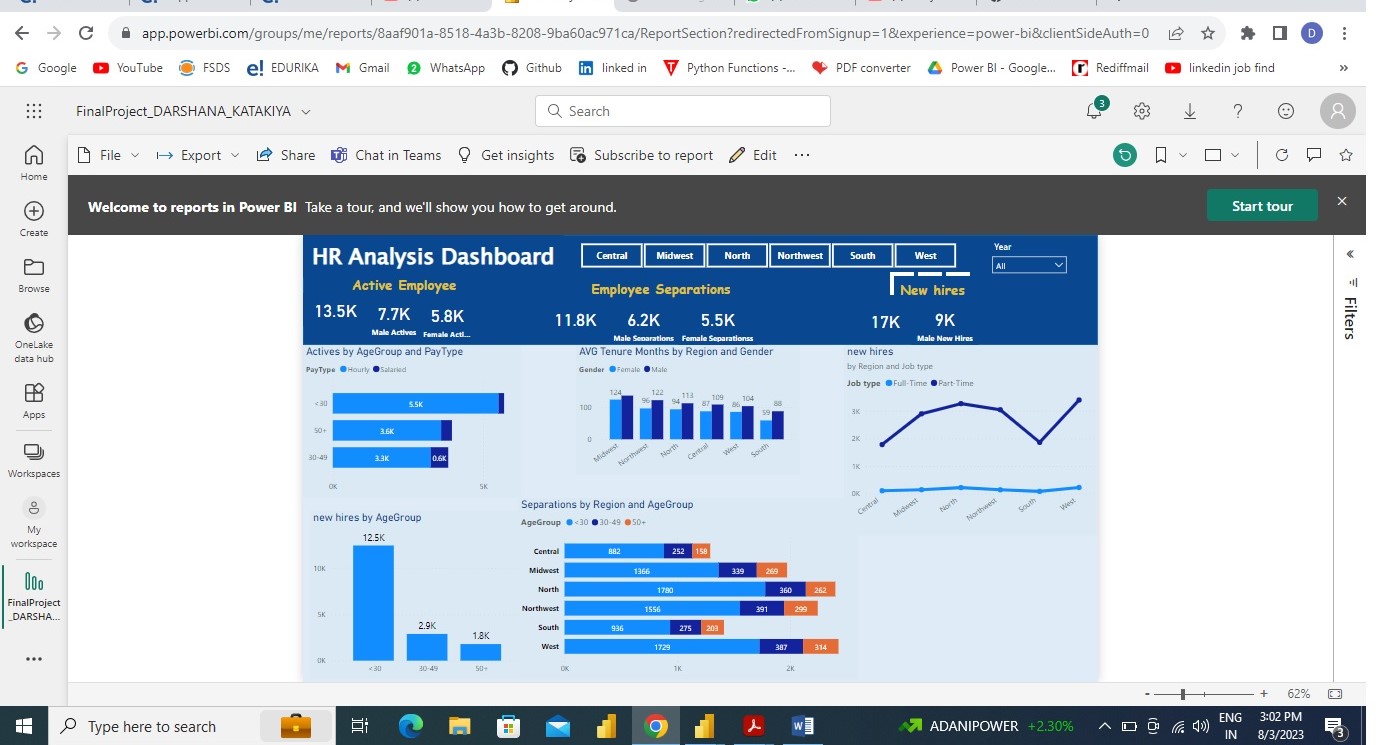 app.powerbi.com/groups/me/reports/8aaf901a-8518-4a3b-8208-9ba60ac971ca/ReportSection?redirectedFromSignup=1&experience=power-bi&clientSideAuth=0
D
Google YouTube FSDS EDURIKA Gmail WhatsApp Github linked in Python Functions -... PDF converter Power BI - Google... Rediffmail linkedin job find »
FinalProject_DARSHANA_KATAKIYA
Search
3
File Export Share Chat in Teams Get insights Subscribe to report Edit ...
Home
Create
Browse
OneLake
data hub
Apps
Workspaces
My
workspace
FinalProject
_DARSHA...
Welcome to reports in Power BI Take a tour, and we'll show you how to get around.
Start tour
Filters
HR Analysis Dashboard
Central Midwest North Northwest South West
Year
All
Active Employee
13.5K 7.7K 5.8K
Male Actives Female Acti...
Employee Separations
11.8K 6.2K 5.5K
Male Separations Female Separationss
New hires
17K 9K
Male New Hires
Actives by AgeGroup and PayType
PayType Hourly Salaried
<30 5.5K
50+ 3.6K
30-49 3.3K 0.6K
0K 5K
AVG Tenure Months by Region and Gender
Gender Female Male
100
0
124 96 122 94 113 87 109 86 104 59 88
Midwest Northwest North Central West South
new hires
by Region and Job type
Job type Full-Time Part-Time
3K
2K
1K
0K
Central Midwest North Northwest South West
new hires by AgeGroup
10K
5K
0K
12.5K 2.9K 1.8K
<30 30-49 50+
Separations by Region and AgeGroup
AgeGroup <30 30-49 50+
Central 882 252 158
Midwest 1366 339 269
North 1780 360 262
Northwest 1556 391 299
South 936 275 203
West 1729 387 314
0K 1K 2K
- + 62%
Type here to search
ADANIPOWER +2.30%
ENG
IN
3:02 PM
8/3/2023
3